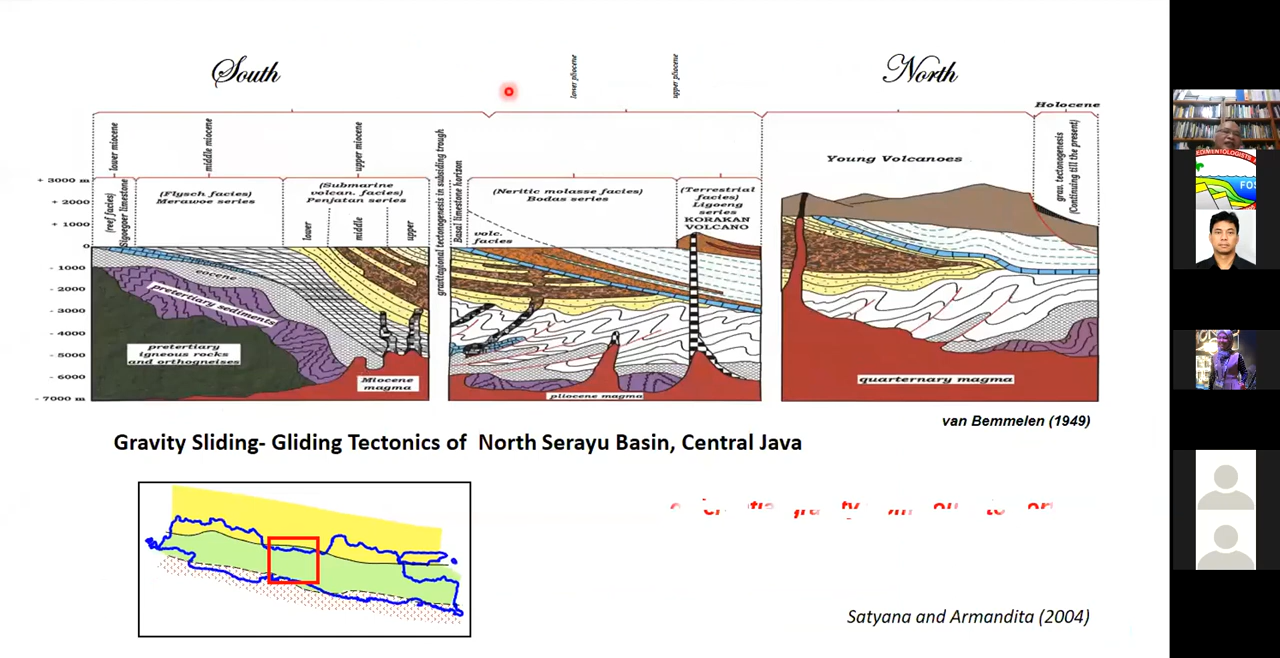 South
North
lower pliocene
upper pliocene
Holocene
lower miocene
middle miocene
upper miocene
gravitagional tectonogenesis in subsiding trough
Basal limestone horizon
grav. tectonogenesis
(Continuing till the present)
Young Volcanoes
+ 3000 m
+ 2000
+ 1000
0
- 1000
- 2000
- 3000
- 4000
- 5000
- 6000
- 7000 m
(reef facies)
Sigoegoer limestone
(Flysch facies)
Merawoe series
(Submarine
volcan. facies)
Penjatan series
lower
middle
upper
(Neritic molasse facies)
Bodas series
volc.
facies
(Terrestrial
facies)
Ligoeng
series
KORAKAN
VOLCANO
eocene
pretertiary sediments
pretertiary
igneous rocks
and orthogneises
Miocene
magma
pliocene magma
quarternary magma
van Bemmelen (1949)
Gravity Sliding- Gliding Tectonics of North Serayu Basin, Central Java
Satyana and Armandita (2004)
EDIMENTOLOGISTS
FOS